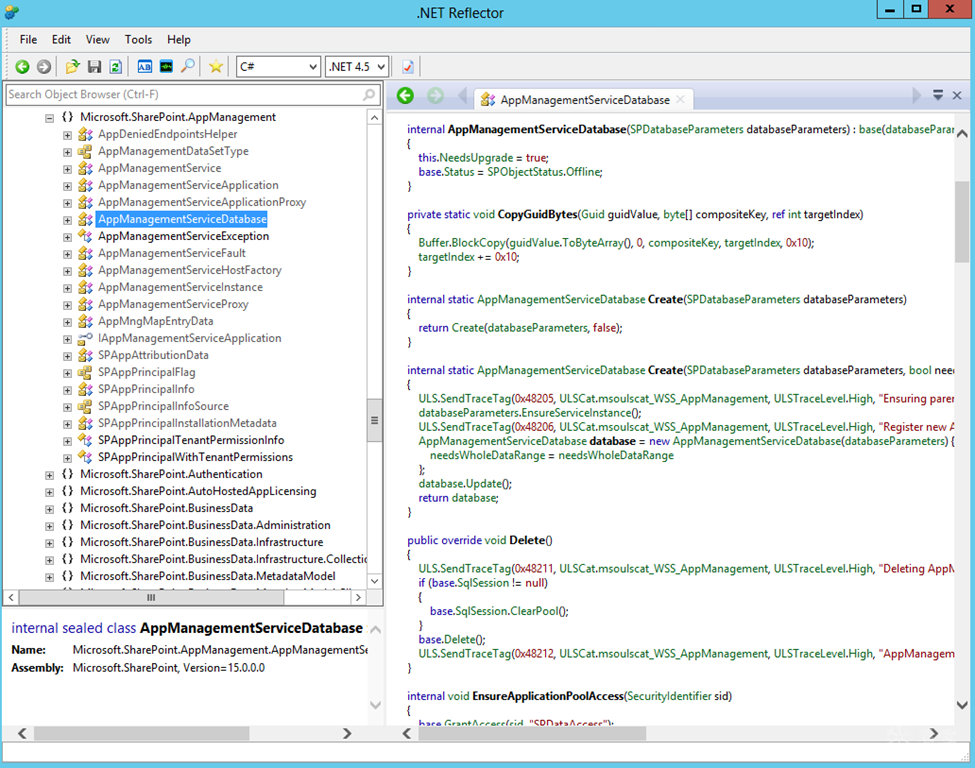 .NET Reflector
File Edit View Tools Help
C# .NET 4.5
Search Object Browser (Ctrl-F)
{} Microsoft.SharePoint.AppManagement
AppDeniedEndpointsHelper
AppManagementDataSetType
AppManagementService
AppManagementServiceApplication
AppManagementServiceApplicationProxy
AppManagementServiceDatabase
AppManagementServiceException
AppManagementServiceFault
AppManagementServiceHostFactory
AppManagementServiceInstance
AppManagementServiceProxy
AppMngMapEntryData
IAppManagementServiceApplication
SPAppAttributionData
SPAppPrincipalFlag
SPAppPrincipalInfo
SPAppPrincipalInfoSource
SPAppPrincipalInstallationMetadata
SPAppPrincipalTenantPermissionInfo
SPAppPrincipalWithTenantPermissions
{} Microsoft.SharePoint.Authentication
{} Microsoft.SharePoint.AutoHostedAppLicensing
{} Microsoft.SharePoint.BusinessData
{} Microsoft.SharePoint.BusinessData.Administration
{} Microsoft.SharePoint.BusinessData.Infrastructure
{} Microsoft.SharePoint.BusinessData.Infrastructure.Collectio
{} Microsoft.SharePoint.BusinessData.MetadataModel
internal sealed class AppManagementServiceDatabase
Name: Microsoft.SharePoint.AppManagement.AppManagementSe
Assembly: Microsoft.SharePoint, Version=15.0.0.0
AppManagementServiceDatabase
internal AppManagementServiceDatabase(SPDatabaseParameters databaseParameters) : base(databasePara
{
this.NeedsUpgrade = true;
base.Status = SPObjectStatus.Offline;
}
private static void CopyGuidBytes(Guid guidValue, byte[] compositeKey, ref int targetIndex)
{
Buffer.BlockCopy(guidValue.ToByteArray(), 0, compositeKey, targetIndex, 0x10);
targetIndex += 0x10;
}
internal static AppManagementServiceDatabase Create(SPDatabaseParameters databaseParameters)
{
return Create(databaseParameters, false);
}
internal static AppManagementServiceDatabase Create(SPDatabaseParameters databaseParameters, bool nee
{
ULS.SendTraceTag(0x48205, ULSCat.msoulscat_WSS_AppManagement, ULSTraceLevel.High, "Ensuring paren
databaseParameters.EnsureServiceInstance();
ULS.SendTraceTag(0x48206, ULSCat.msoulscat_WSS_AppManagement, ULSTraceLevel.High, "Register new A
AppManagementServiceDatabase database = new AppManagementServiceDatabase(databaseParameters) {
needsWholeDataRange = needsWholeDataRange
};
database.Update();
return database;
}
public override void Delete()
{
ULS.SendTraceTag(0x48211, ULSCat.msoulscat_WSS_AppManagement, ULSTraceLevel.High, "Deleting AppM
if (base.SqlSession != null)
{
base.SqlSession.ClearPool();
}
base.Delete();
ULS.SendTraceTag(0x48212, ULSCat.msoulscat_WSS_AppManagement, ULSTraceLevel.High, "AppManagem
}
internal void EnsureApplicationPoolAccess(SecurityIdentifier sid)
{
base.GrantAccess(sid, "SPDataAccess");